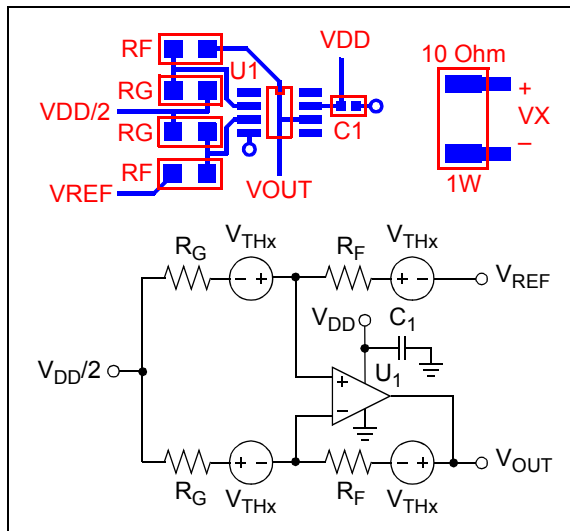 RF
U1
VDD
10 Ohm
RG
VDD/2
RG
C1
+
VX
–
RF
VREF
VOUT
1W
RG
VTHx
RF
VTHx
- +
+ -
VREF
VDD
C1
VDD/2
U1
+
−
+ -
- +
VOUT
RG
VTHx
RF
VTHx